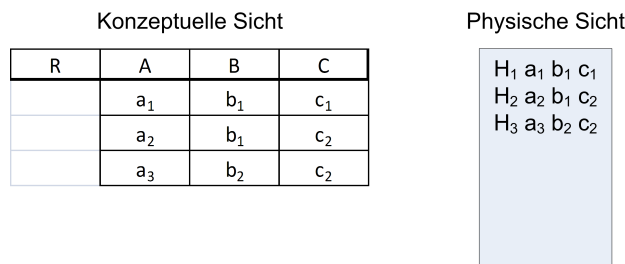 Konzeptuelle Sicht
R A B C
a₁ b₁ c₁
a₂ b₁ c₂
a₃ b₂ c₂
Physische Sicht
H₁ a₁ b₁ c₁
H₂ a₂ b₁ c₂
H₃ a₃ b₂ c₂